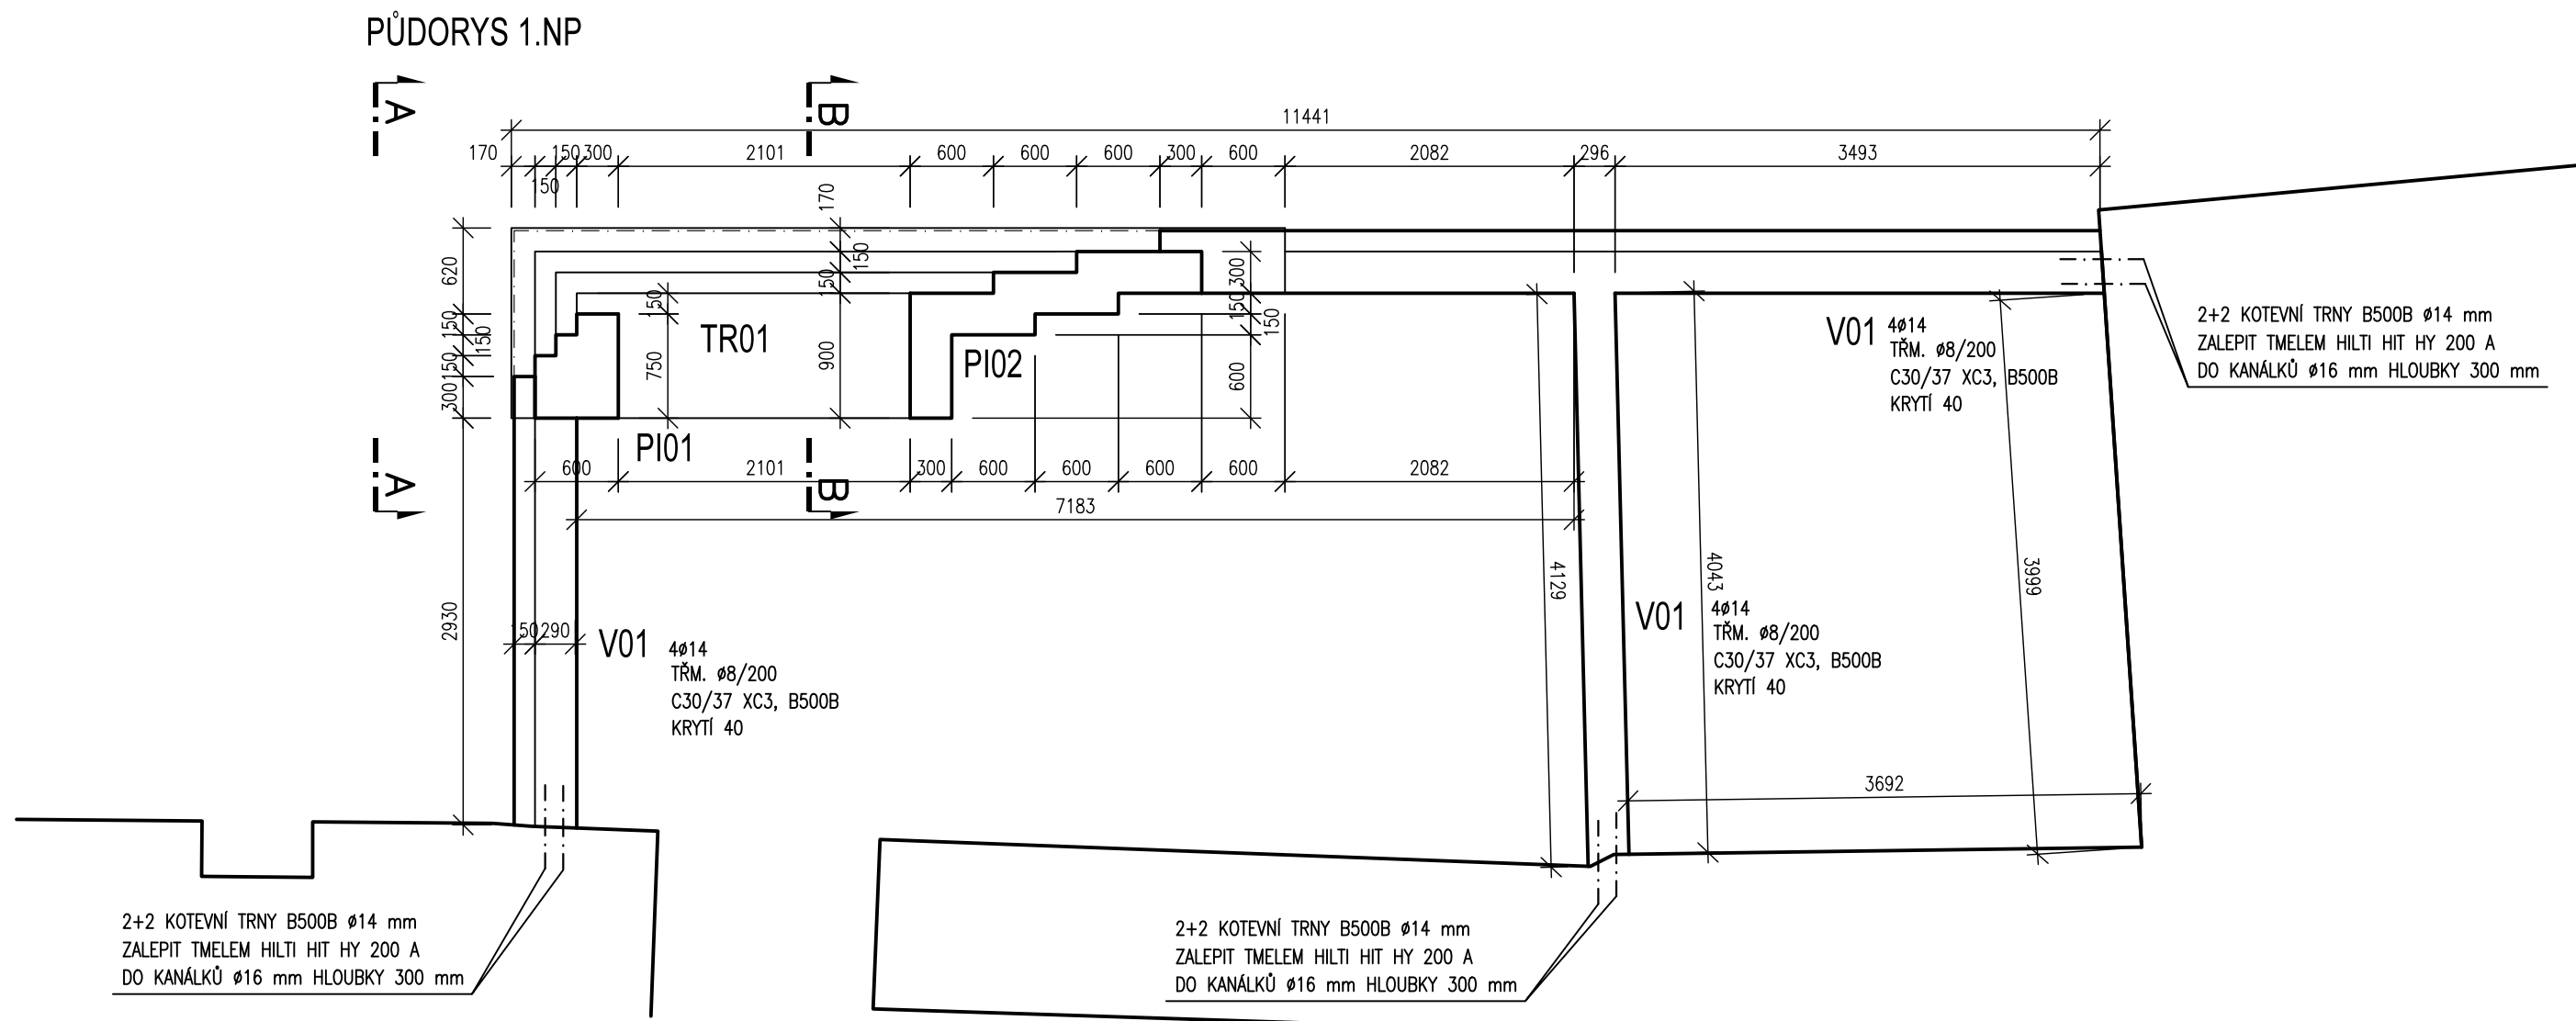 PŮDORYS 1.NP
A
B
11441
170
150
300
2101
600
600
600
300
600
2082
296
3493
150
170
150
150
620
150
150
150
300
2930
150
750
TR01
900
PI02
300
150
150
600
V01
4ø14
TŘM. ø8/200
C30/37 XC3, B500B
KRYTÍ 40
2+2 KOTEVNÍ TRNY B500B ø14 mm
ZALEPIT TMELEM HILTI HIT HY 200 A
DO KANÁLKŮ ø16 mm HLOUBKY 300 mm
PI01
A
B
600
2101
300
600
600
600
600
2082
7183
4129
4043
3999
150
290
V01
4ø14
TŘM. ø8/200
C30/37 XC3, B500B
KRYTÍ 40
V01
4ø14
TŘM. ø8/200
C30/37 XC3, B500B
KRYTÍ 40
3692
2+2 KOTEVNÍ TRNY B500B ø14 mm
ZALEPIT TMELEM HILTI HIT HY 200 A
DO KANÁLKŮ ø16 mm HLOUBKY 300 mm
2+2 KOTEVNÍ TRNY B500B ø14 mm
ZALEPIT TMELEM HILTI HIT HY 200 A
DO KANÁLKŮ ø16 mm HLOUBKY 300 mm